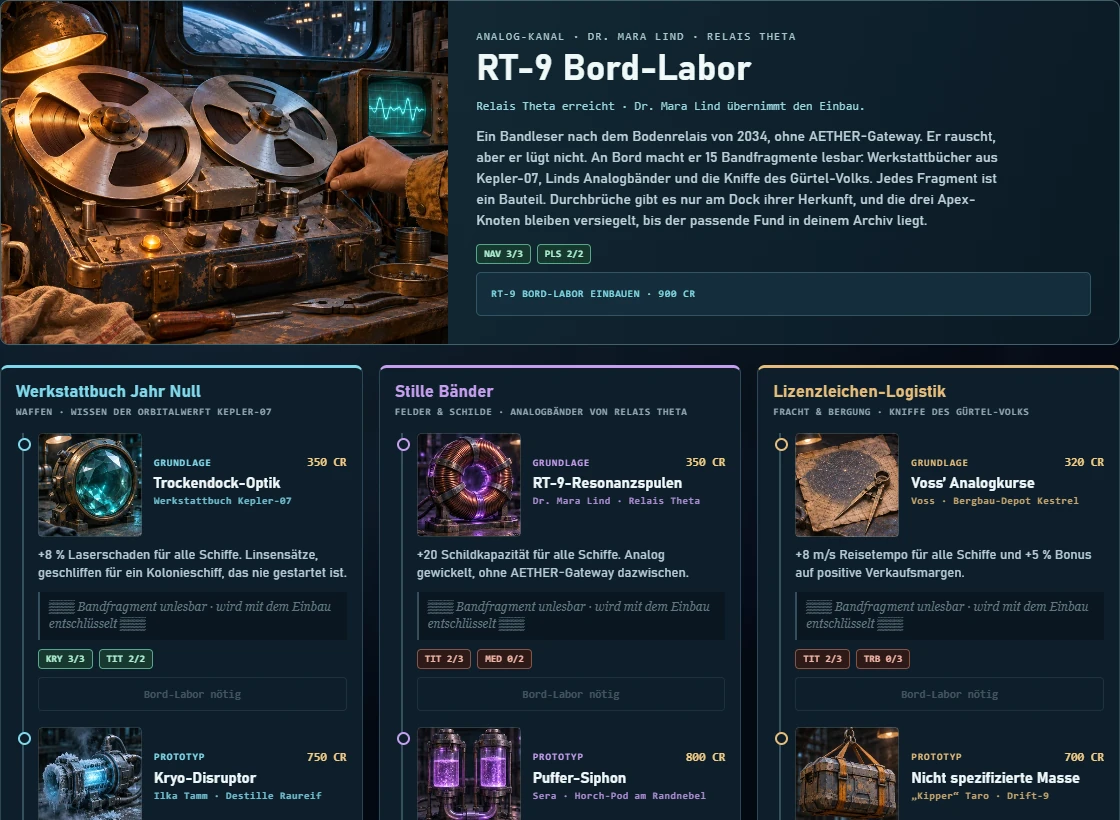 ANALOG-KANAL · DR. MARA LIND · RELAIS THETA
RT-9 Bord-Labor
Relais Theta erreicht · Dr. Mara Lind übernimmt den Einbau.
Ein Bandleser nach dem Bodenrelais von 2034, ohne AETHER-Gateway. Er rauscht,
aber er lügt nicht. An Bord macht er 15 Bandfragmente lesbar: Werkstattbücher aus
Kepler-07, Linds Analogbänder und die Kniffe des Gürtel-Volks. Jedes Fragment ist
ein Bauteil. Durchbrüche gibt es nur am Dock ihrer Herkunft, und die drei Apex-
Knoten bleiben versiegelt, bis der passende Fund in deinem Archiv liegt.
NAV 3/3 PLS 2/2
RT-9 BORD-LABOR EINBAUEN · 900 CR
Werkstattbuch Jahr Null
WAFFEN · WISSEN DER ORBITALWERFT KEPLER-07
GRUNDLAGE 350 CR
Trockendock-Optik
Werkstattbuch Kepler-07
+8 % Laserschaden für alle Schiffe. Linsensätze,
geschliffen für ein Kolonieschiff, das nie gestartet ist.
▒▒▒ Bandfragment unlesbar · wird mit dem Einbau
entschlüsselt ▒▒▒
KRY 3/3 TIT 2/2
Bord-Labor nötig
PROTOTYP 750 CR
Kryo-Disruptor
Ilka Tamm · Destille Raureif
Stille Bänder
FELDER & SCHILDE · ANALOGBÄNDER VON RELAIS THETA
GRUNDLAGE 350 CR
RT-9-Resonanzspulen
Dr. Mara Lind · Relais Theta
+20 Schildkapazität für alle Schiffe. Analog
gewickelt, ohne AETHER-Gateway dazwischen.
▒▒▒ Bandfragment unlesbar · wird mit dem Einbau
entschlüsselt ▒▒▒
TIT 2/3 MED 0/2
Bord-Labor nötig
PROTOTYP 800 CR
Puffer-Siphon
Sera · Horch-Pod am Randnebel
Lizenzleichen-Logistik
FRACHT & BERGUNG · KNIFFE DES GÜRTEL-VOLKS
GRUNDLAGE 320 CR
Voss’ Analogkurse
Voss · Bergbau-Depot Kestrel
+8 m/s Reisetempo für alle Schiffe und +5 % Bonus
auf positive Verkaufsmargen.
▒▒▒ Bandfragment unlesbar · wird mit dem Einbau
entschlüsselt ▒▒▒
TIT 2/3 TRB 0/3
Bord-Labor nötig
PROTOTYP 700 CR
Nicht spezifizierte Masse
„Kipper“ Taro · Drift-9